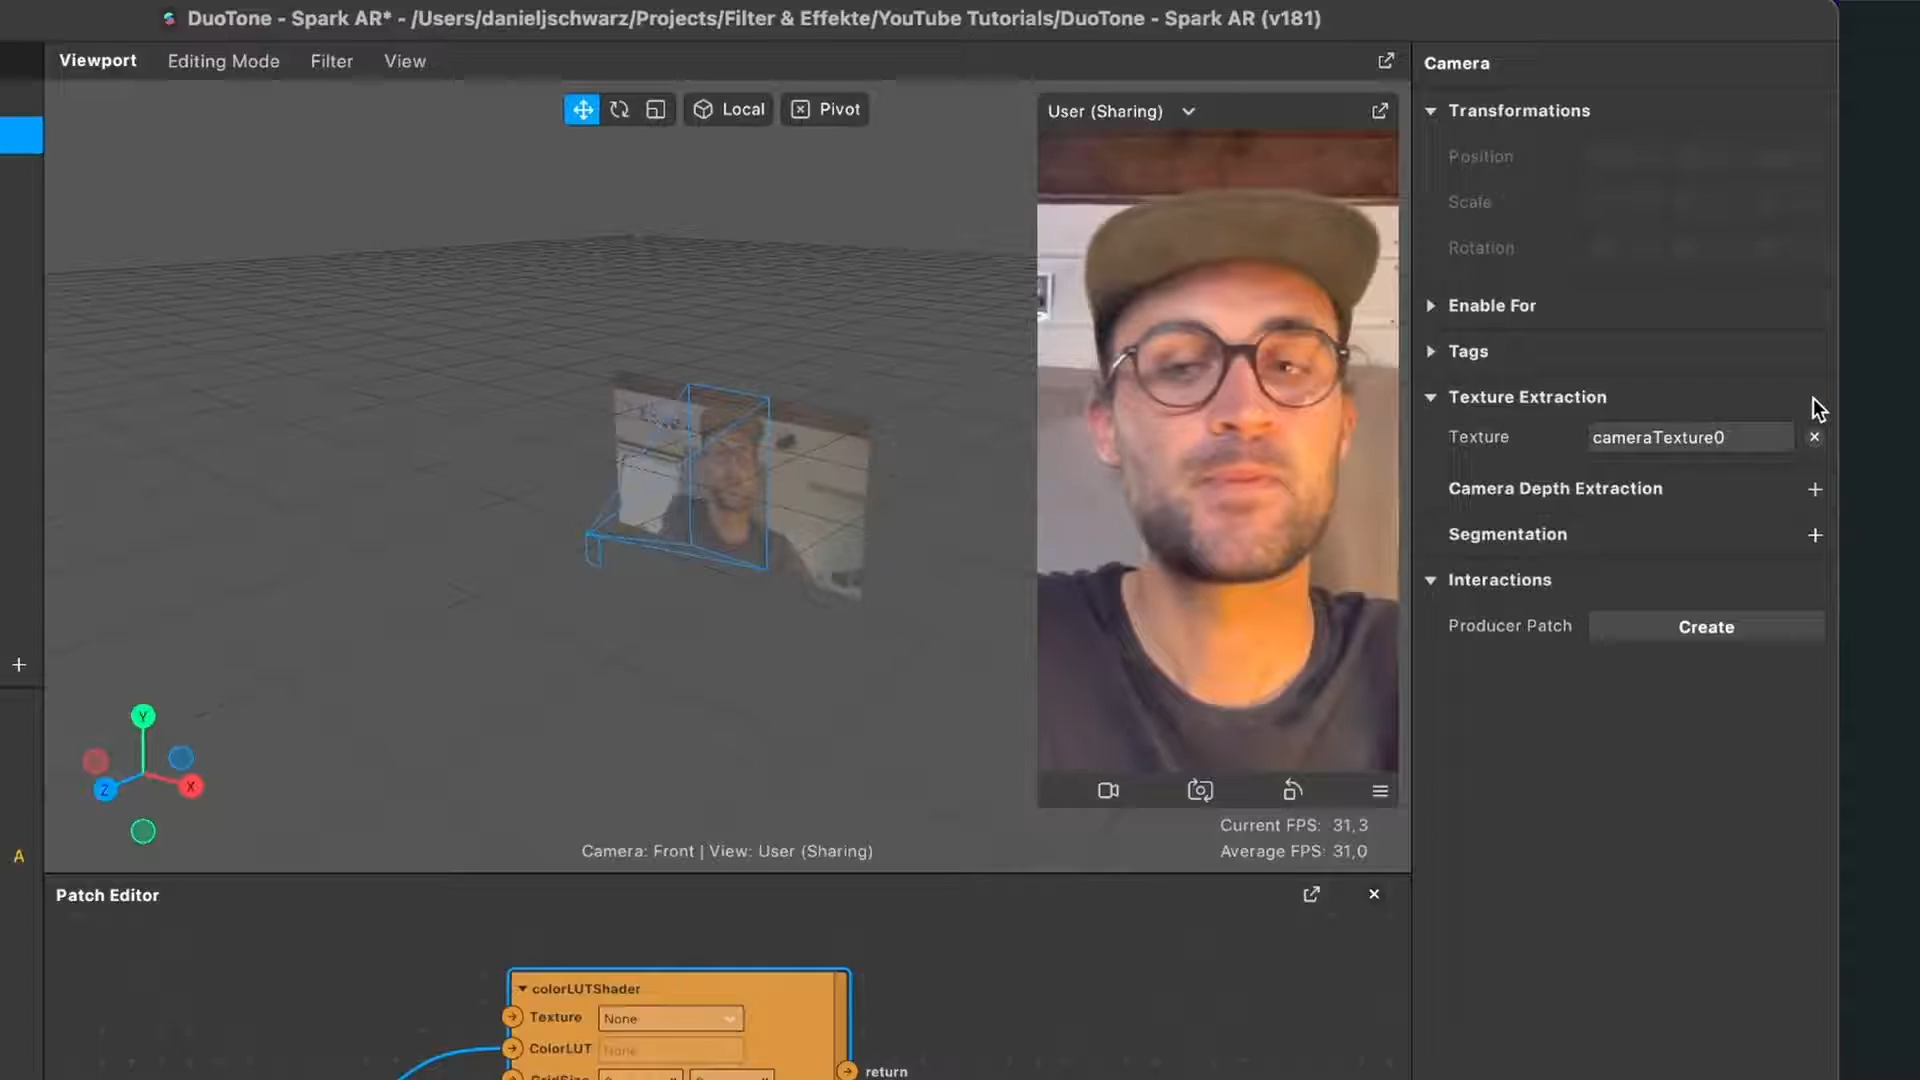 DuoTone - Spark AR* - /Users/danieljschwarz/Projects/Filter & Effekte/YouTube Tutorials/DuoTone - Spark AR (v181)
Viewport Editing Mode Filter View
Local Pivot
User (Sharing)
Camera: Front | View: User (Sharing)
Current FPS: 31,3
Average FPS: 31,0
Y
Z
X
A
Camera
Transformations
Position
Scale
Rotation
Enable For
Tags
Texture Extraction
Texture cameraTexture0
Camera Depth Extraction
Segmentation
Interactions
Producer Patch Create
Patch Editor
colorLUTShader
Texture None
ColorLUT None
return